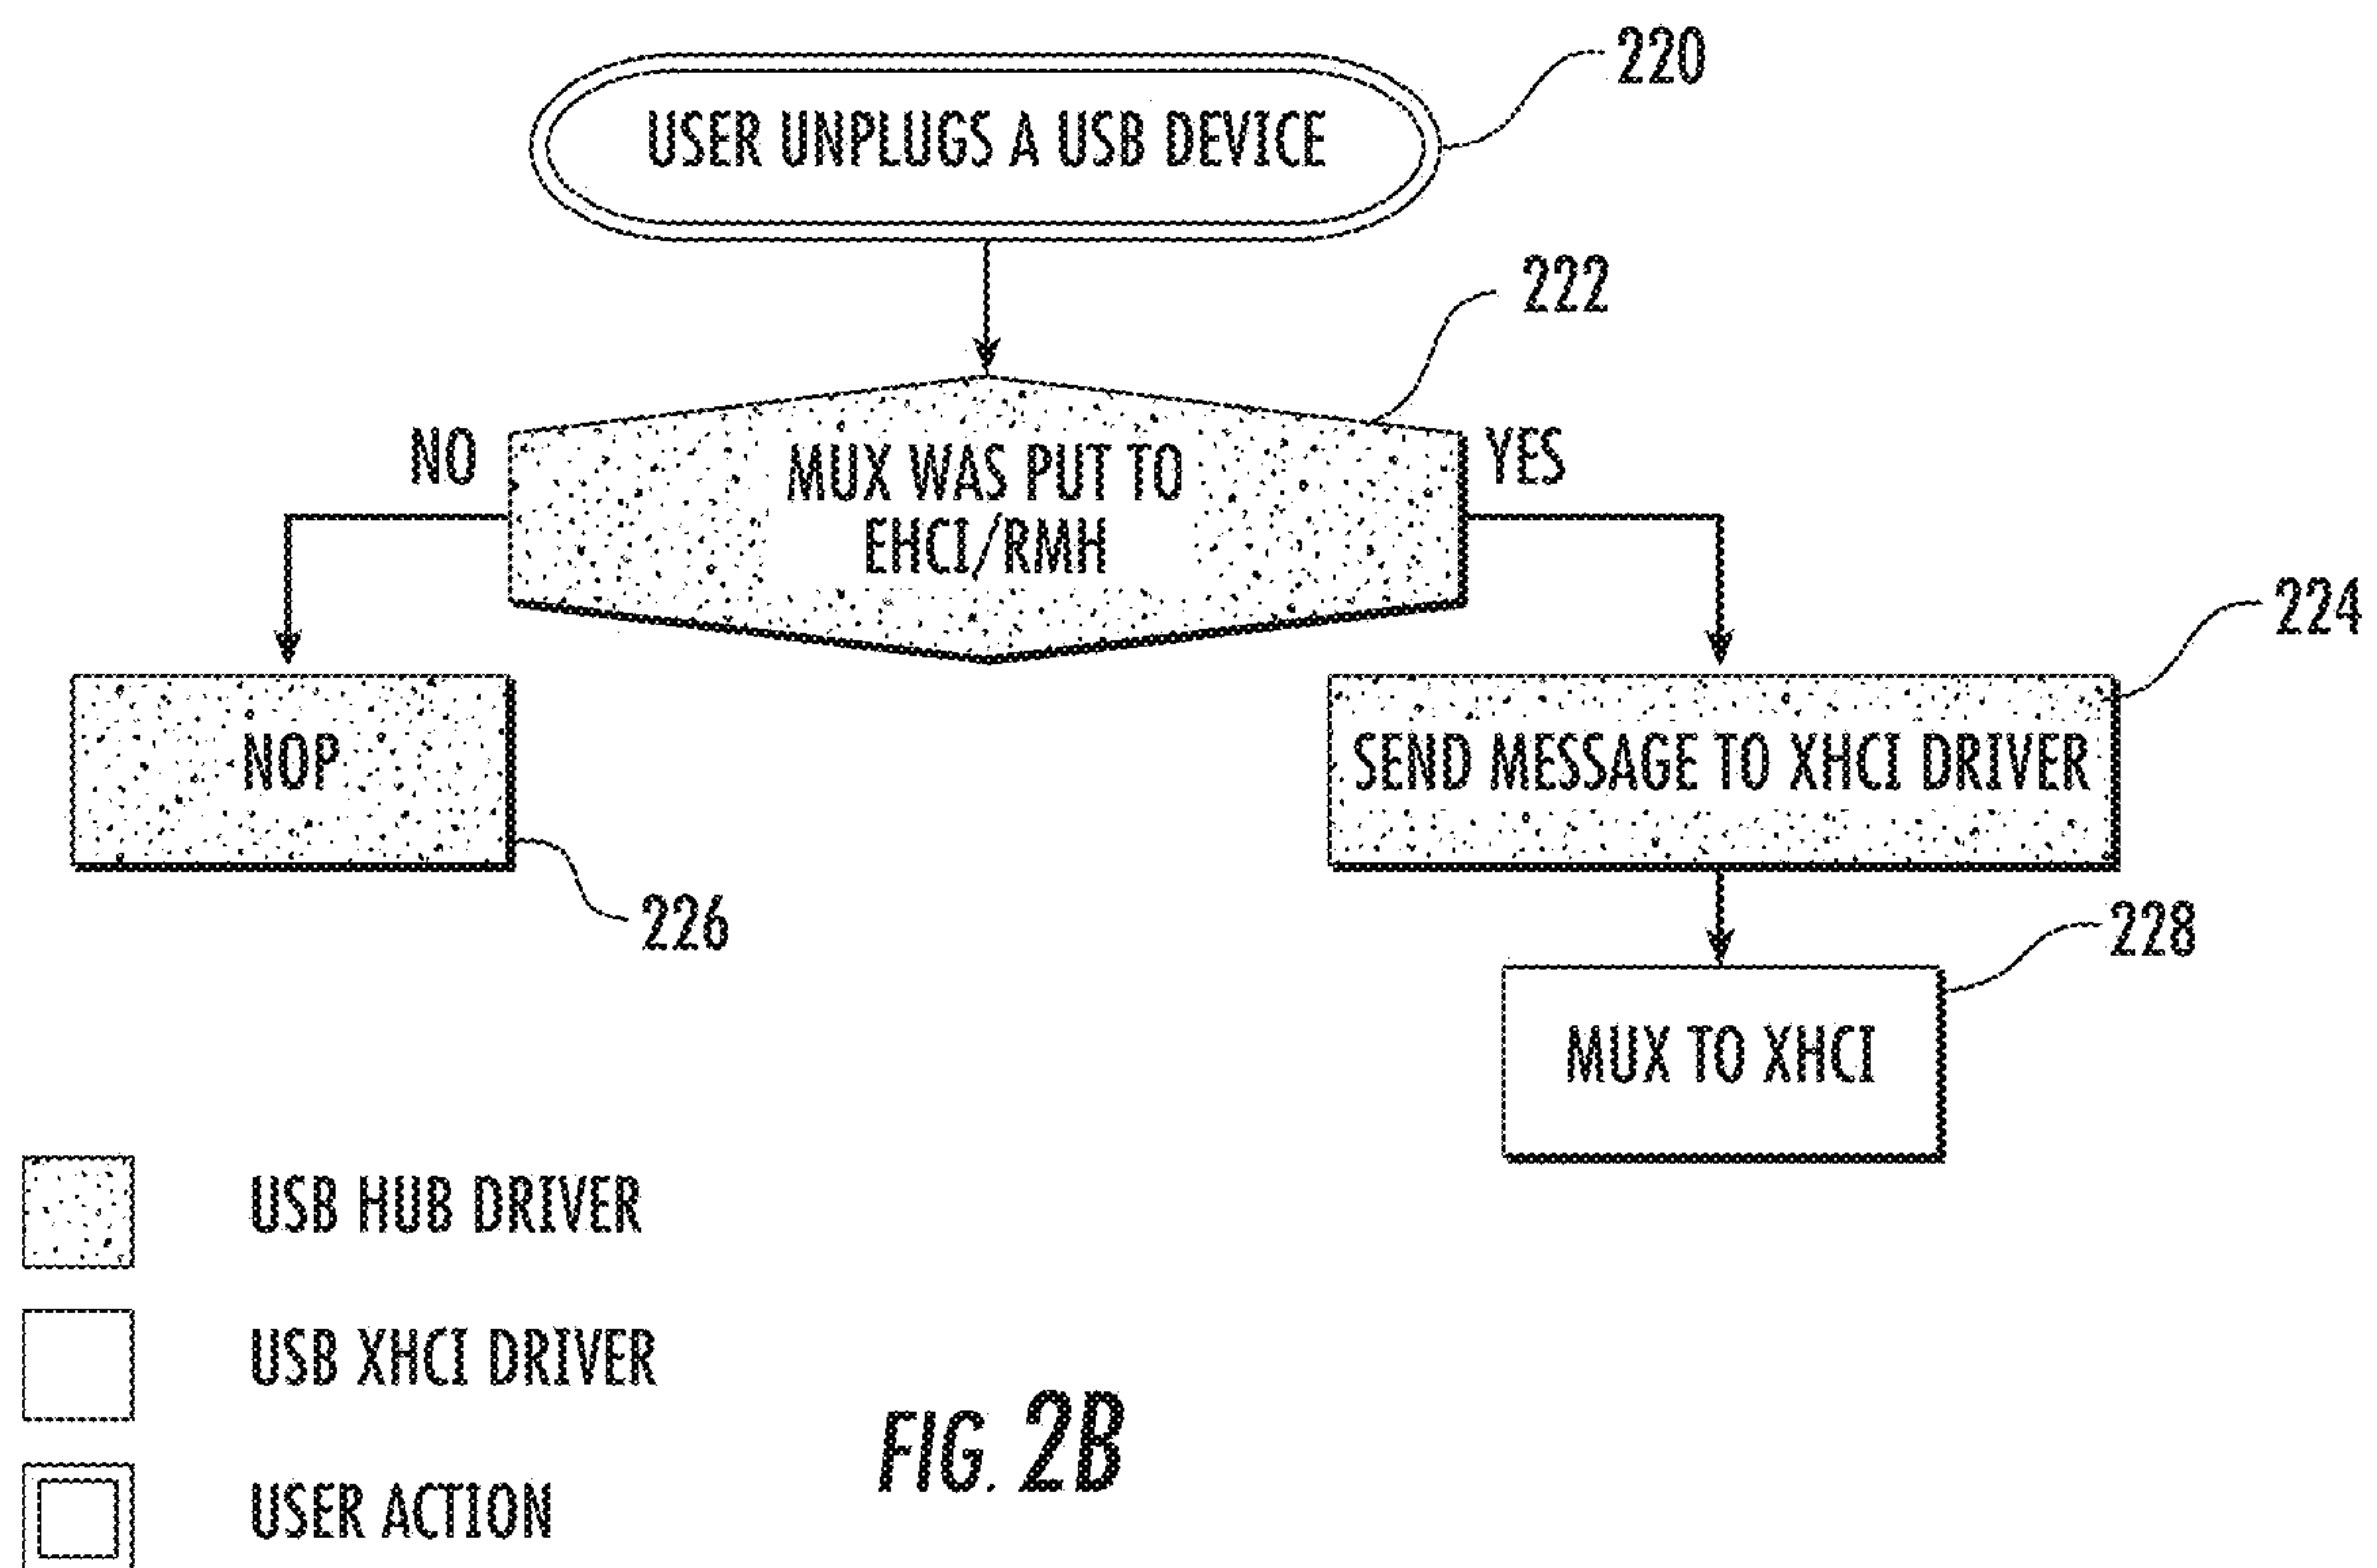 220
USER UNPLUGS A USB DEVICE
222
NO
YES
MUX WAS PUT TO
EHCI/RMH
224
NOP
SEND MESSAGE TO XHCI DRIVER
226
228
MUX TO XHCI
USB HUB DRIVER
USB XHCI DRIVER
USER ACTION
FIG. 2B